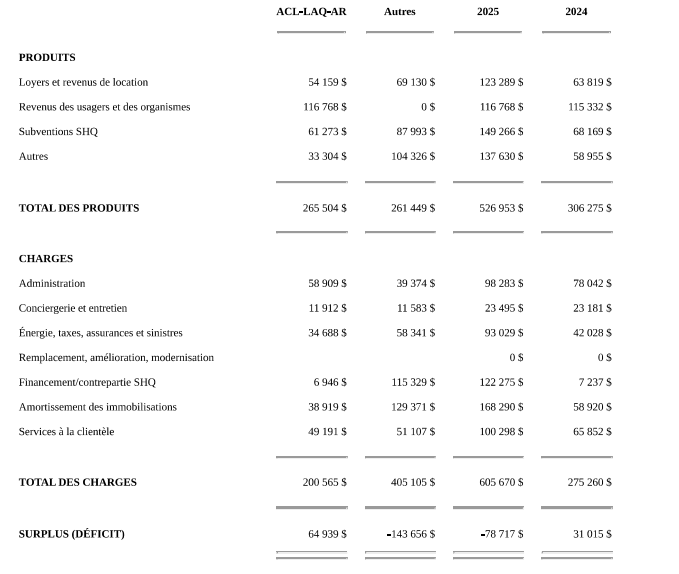 ACL-LAQ-AR Autres 2025 2024
PRODUITS
Loyers et revenus de location 54 159 $ 69 130 $ 123 289 $ 63 819 $
Revenus des usagers et des organismes 116 768 $ 0 $ 116 768 $ 115 332 $
Subventions SHQ 61 273 $ 87 993 $ 149 266 $ 68 169 $
Autres 33 304 $ 104 326 $ 137 630 $ 58 955 $
TOTAL DES PRODUITS 265 504 $ 261 449 $ 526 953 $ 306 275 $
CHARGES
Administration 58 909 $ 39 374 $ 98 283 $ 78 042 $
Conciergerie et entretien 11 912 $ 11 583 $ 23 495 $ 23 181 $
Énergie, taxes, assurances et sinistres 34 688 $ 58 341 $ 93 029 $ 42 028 $
Remplacement, amélioration, modernisation 0 $ 0 $
Financement/contrepartie SHQ 6 946 $ 115 329 $ 122 275 $ 7 237 $
Amortissement des immobilisations 38 919 $ 129 371 $ 168 290 $ 58 920 $
Services à la clientèle 49 191 $ 51 107 $ 100 298 $ 65 852 $
TOTAL DES CHARGES 200 565 $ 405 105 $ 605 670 $ 275 260 $
SURPLUS (DÉFICIT) 64 939 $ -143 656 $ -78 717 $ 31 015 $